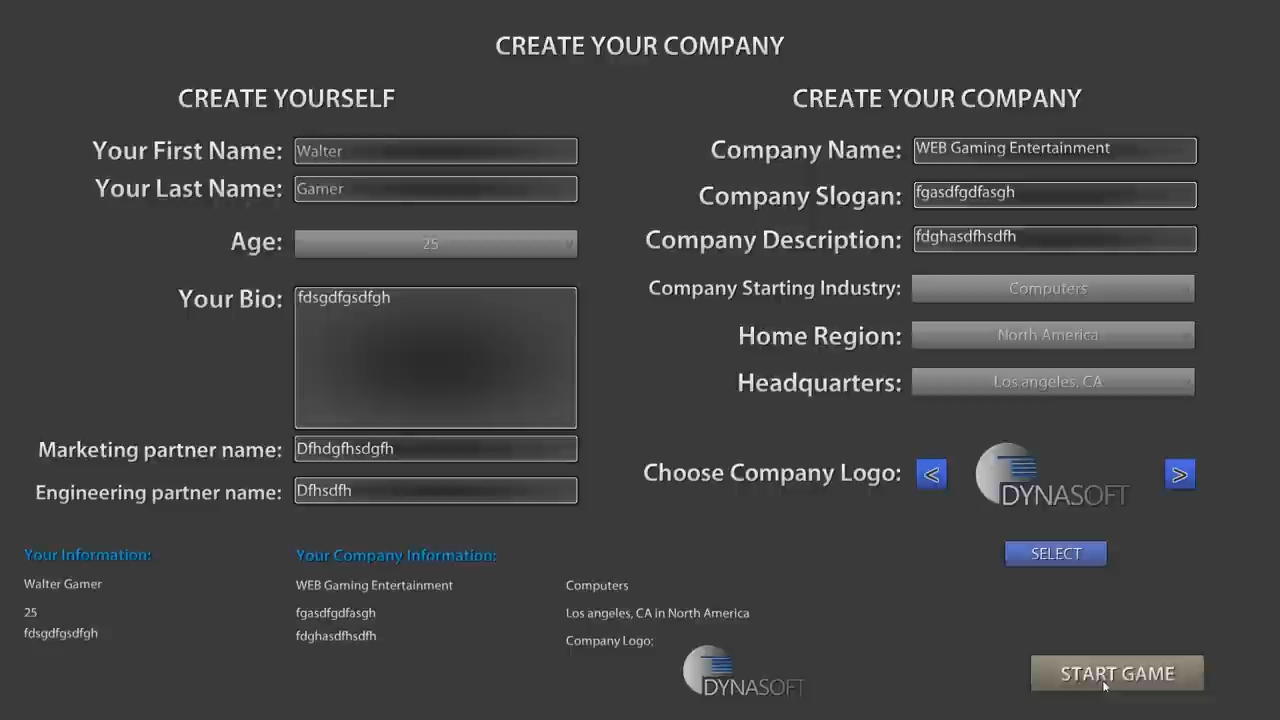 CREATE YOUR COMPANY
CREATE YOURSELF
Your First Name: Walter
Your Last Name: Gamer
Age: 25
Your Bio: fdsgdfgsdfgh
Marketing partner name: Dfhdgfhsdgfh
Engineering partner name: Dfhsdfh
CREATE YOUR COMPANY
Company Name: WEB Gaming Entertainment
Company Slogan: fgasdfgdfasgh
Company Description: fdghasdfhsdfh
Company Starting Industry: Computers
Home Region: North America
Headquarters: Los angeles, CA
Choose Company Logo: < DYNASOFT >
SELECT
Your Information:
Walter Gamer
25
fdsgdfgsdfgh
Your Company Information:
WEB Gaming Entertainment
fgasdfgdfasgh
fdghasdfhsdfh
Computers
Los angeles, CA in North America
Company Logo:
DYNASOFT
START GAME